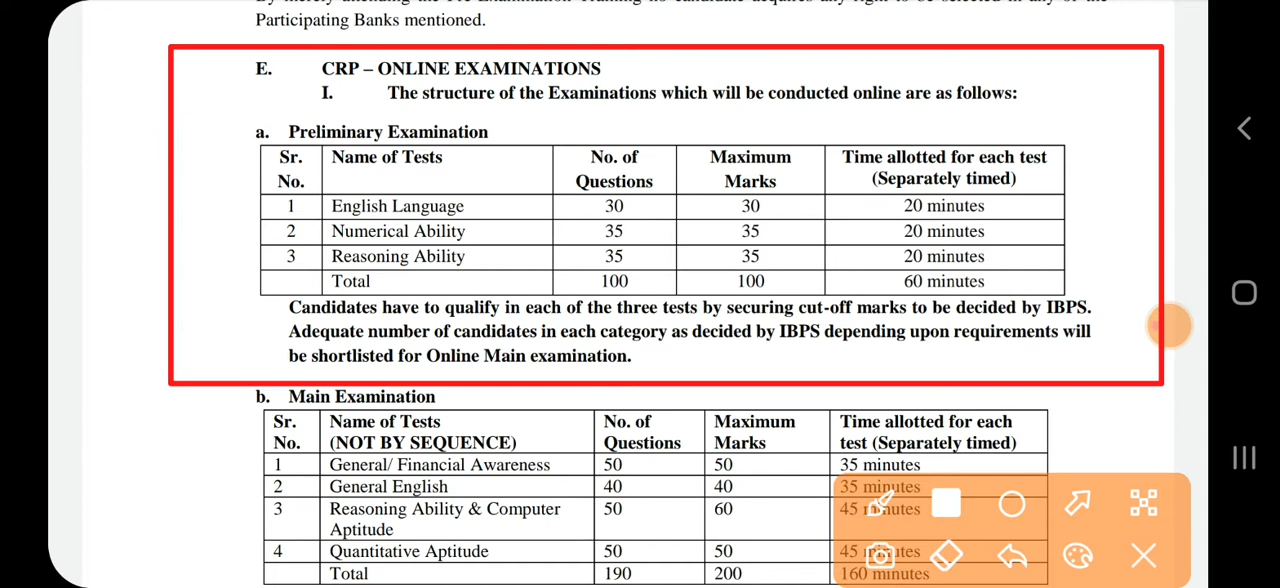 Participating Banks mentioned.
E. CRP – ONLINE EXAMINATIONS
I. The structure of the Examinations which will be conducted online are as follows:
a. Preliminary Examination
Sr. No. Name of Tests No. of Questions Maximum Marks Time allotted for each test (Separately timed)
1 English Language 30 30 20 minutes
2 Numerical Ability 35 35 20 minutes
3 Reasoning Ability 35 35 20 minutes
Total 100 100 60 minutes
Candidates have to qualify in each of the three tests by securing cut-off marks to be decided by IBPS.
Adequate number of candidates in each category as decided by IBPS depending upon requirements will
be shortlisted for Online Main examination.
b. Main Examination
Sr. No. Name of Tests (NOT BY SEQUENCE) No. of Questions Maximum Marks Time allotted for each test (Separately timed)
1 General/ Financial Awareness 50 50 35 minutes
2 General English 40 40 35 minutes
3 Reasoning Ability & Computer Aptitude 50 60 45 minutes
4 Quantitative Aptitude 50 50 45 minutes
Total 190 200 160 minutes